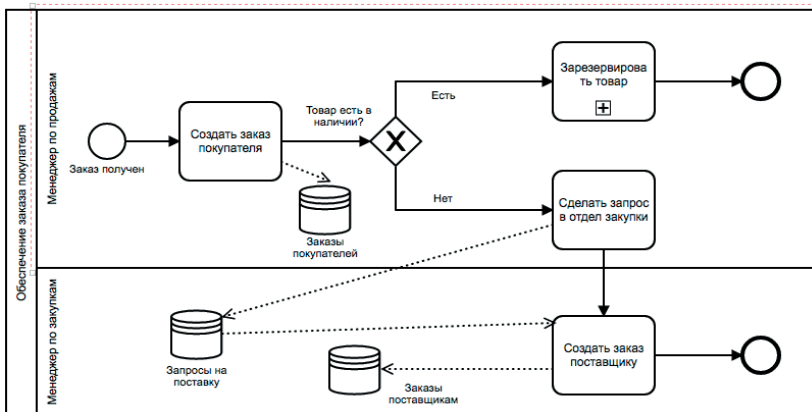 Обеспечение заказа покупателя
Менеджер по продажам
Заказ получен
Создать заказ
покупателя
Заказы
покупателей
Товар есть в
наличии?
Есть
Нет
Зарезервирова
ть товар
Сделать запрос
в отдел закупки
Менеджер по закупкам
Запросы на
поставку
Заказы
поставщикам
Создать заказ
поставщику